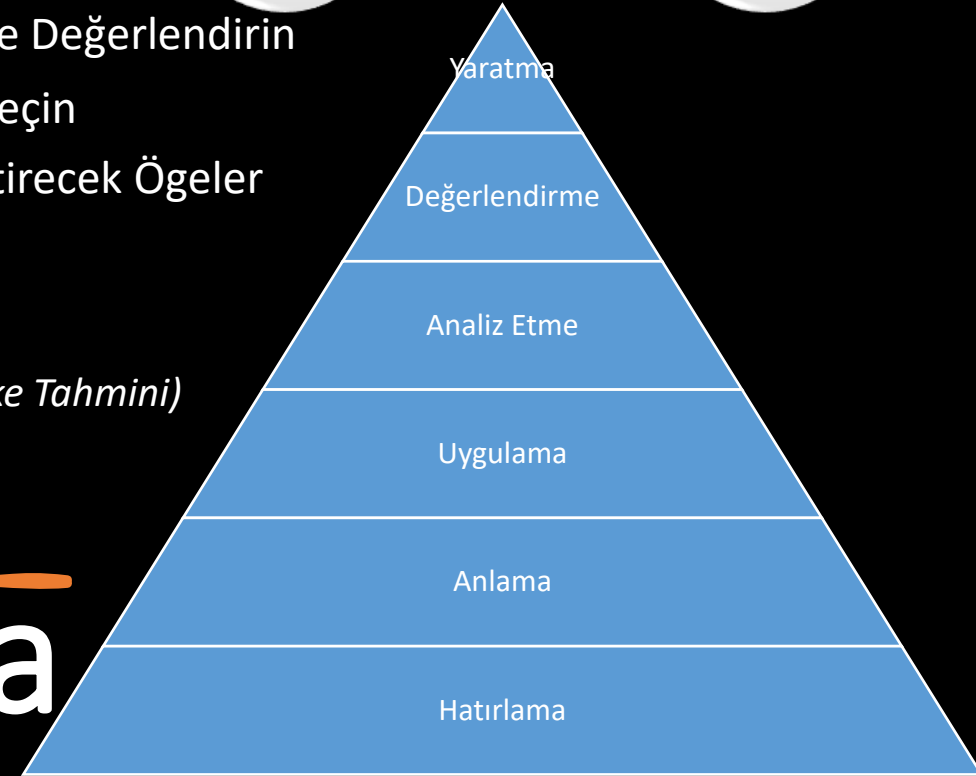 e Değerlendirin
eçin
tirecek Ögeler
ke Tahmini)
a
Yaratma
Değerlendirme
Analiz Etme
Uygulama
Anlama
Hatırlama